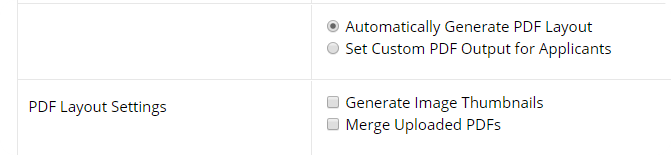 Automatically Generate PDF Layout
Set Custom PDF Output for Applicants
PDF Layout Settings
Generate Image Thumbnails
Merge Uploaded PDFs